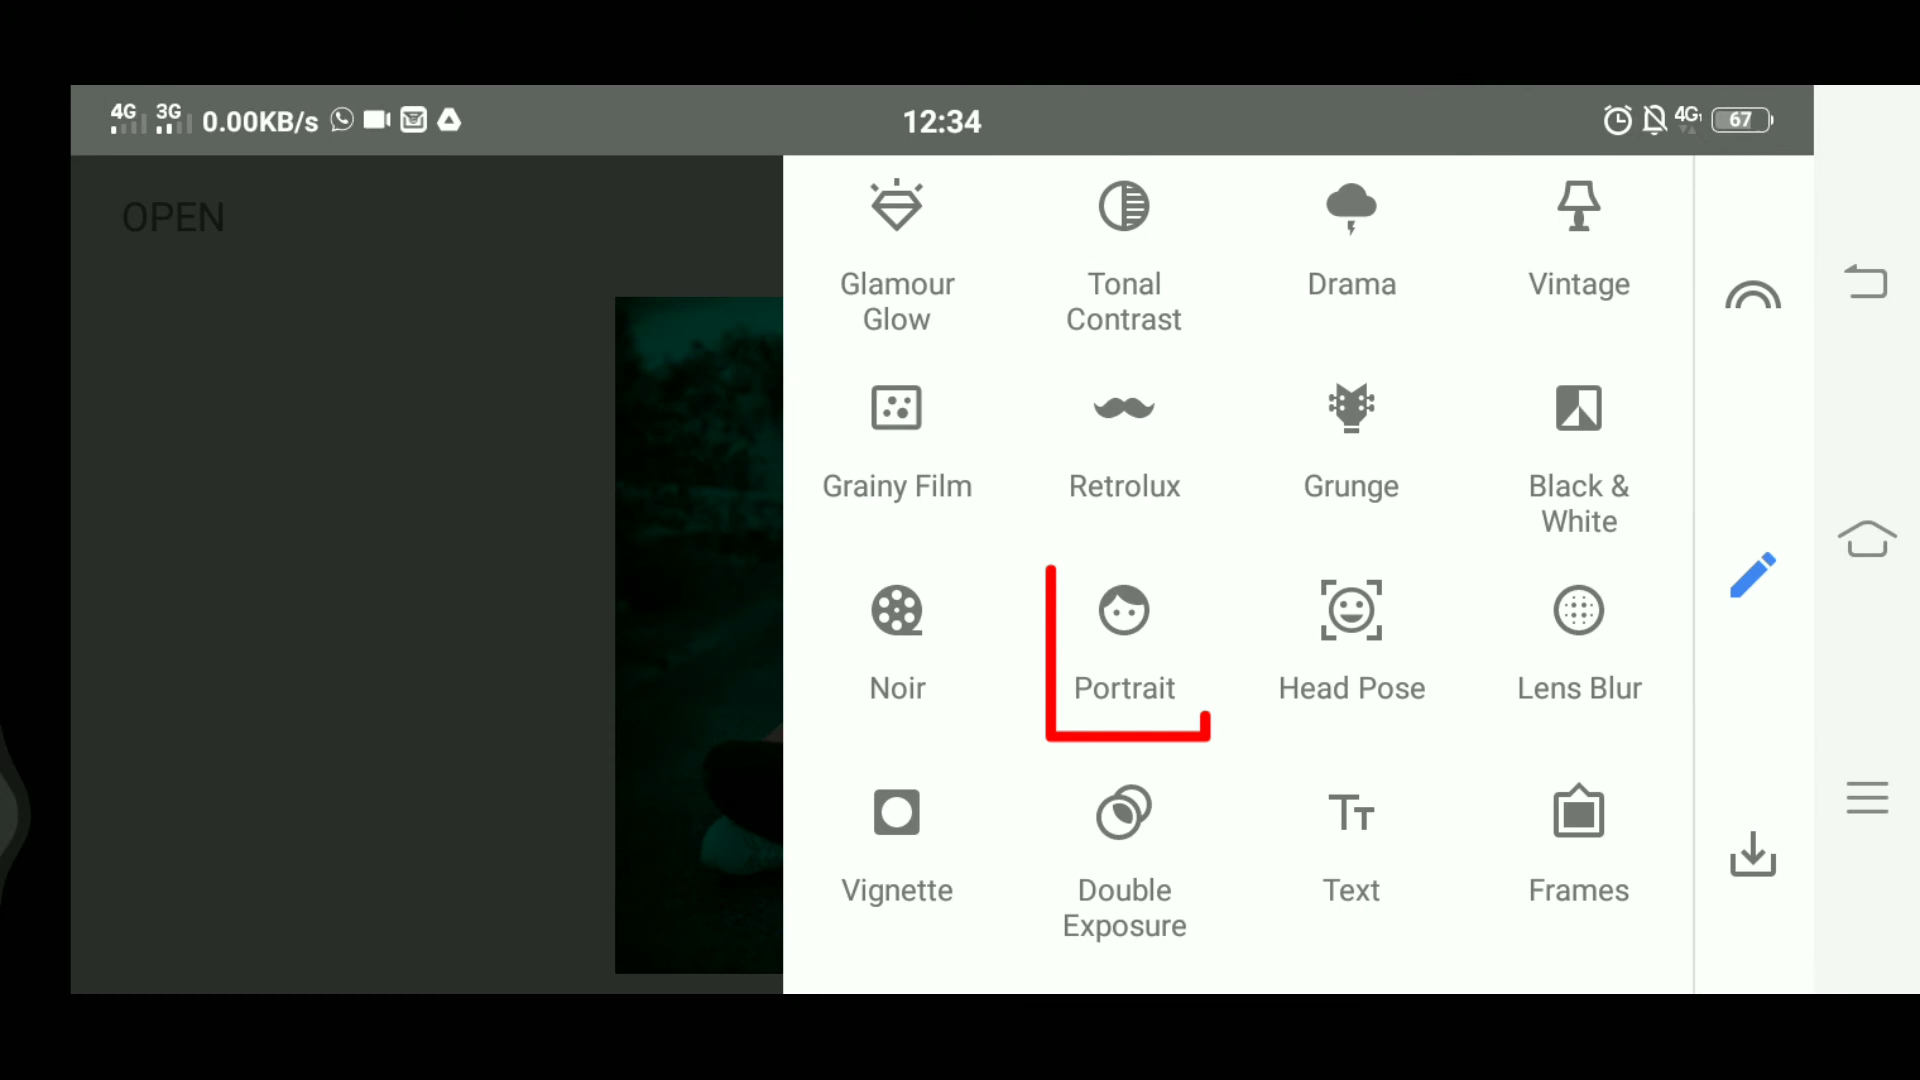 4G 3G 0.00KB/s 12:34 4G 67
OPEN
Glamour Glow
Tonal Contrast
Drama
Vintage
Grainy Film
Retrolux
Grunge
Black & White
Noir
Portrait
Head Pose
Lens Blur
Vignette
Double Exposure
Text
Frames